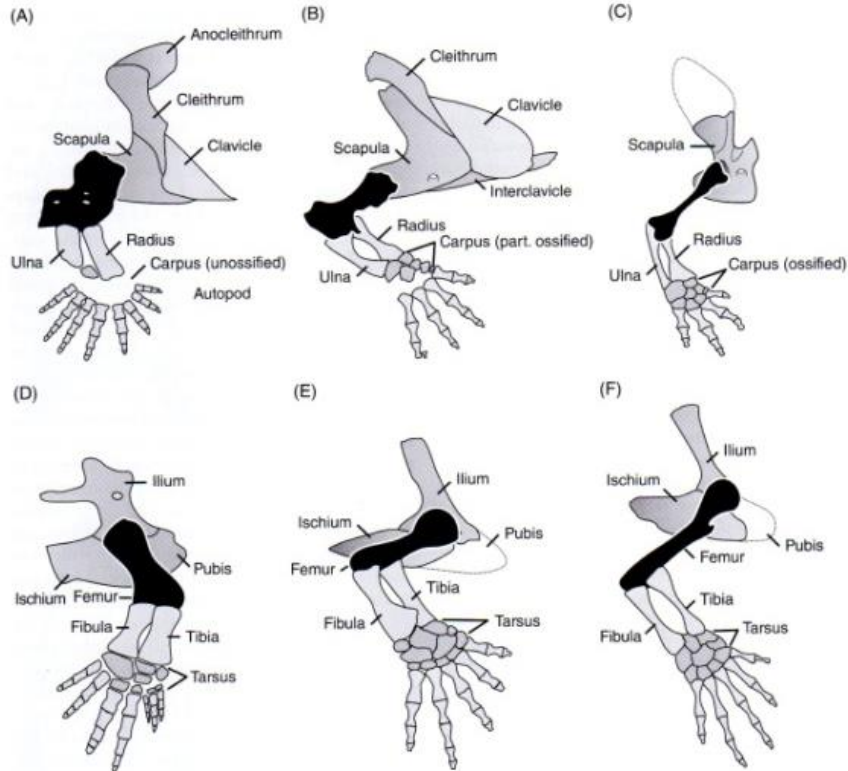 (A)
Anocleithrum
Cleithrum
Scapula
Clavicle
Ulna
Radius
Carpus (unossified)
Autopod
(B)
Cleithrum
Clavicle
Scapula
Interclavicle
Radius
Carpus (part. ossified)
Ulna
(C)
Scapula
Radius
Ulna
Carpus (ossified)
(D)
Ilium
Pubis
Ischium
Femur
Fibula
Tibia
Tarsus
(E)
Ilium
Ischium
Pubis
Femur
Tibia
Fibula
Tarsus
(F)
Ilium
Ischium
Pubis
Femur
Tibia
Fibula
Tarsus